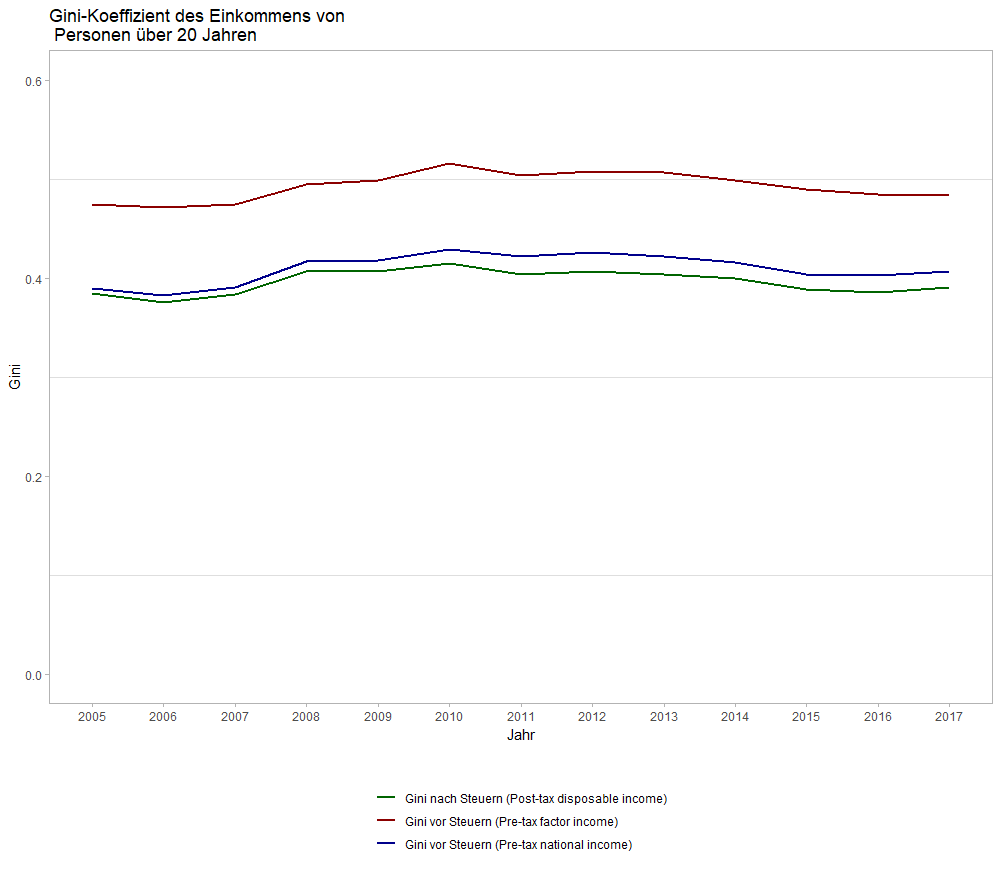 Gini-Koeffizient des Einkommens von
Personen über 20 Jahren
0.6
0.4
0.2
0.0
Gini
2005 2006 2007 2008 2009 2010 2011 2012 2013 2014 2015 2016 2017
Jahr
Gini nach Steuern (Post-tax disposable income)
Gini vor Steuern (Pre-tax factor income)
Gini vor Steuern (Pre-tax national income)